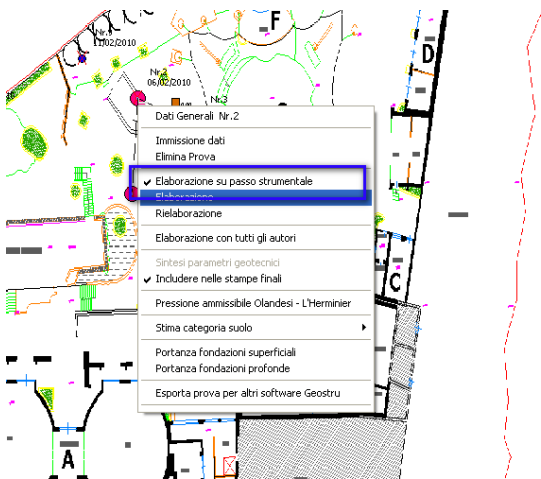 F
Nr.3
11/02/2010
D
Nr.2
06/02/2010
Nr.3
Dati Generali Nr.2
Immissione dati
Elimina Prova
Elaborazione su passo strumentale
Elaborazione
Rielaborazione
Elaborazione con tutti gli autori
Sintesi parametri geotecnici
Includere nelle stampe finali
Pressione ammissibile Olandesi - L'Herminier
Stima categoria suolo
Portanza fondazioni superficiali
Portanza fondazioni profonde
Esporta prova per altri software Geostru
C
A